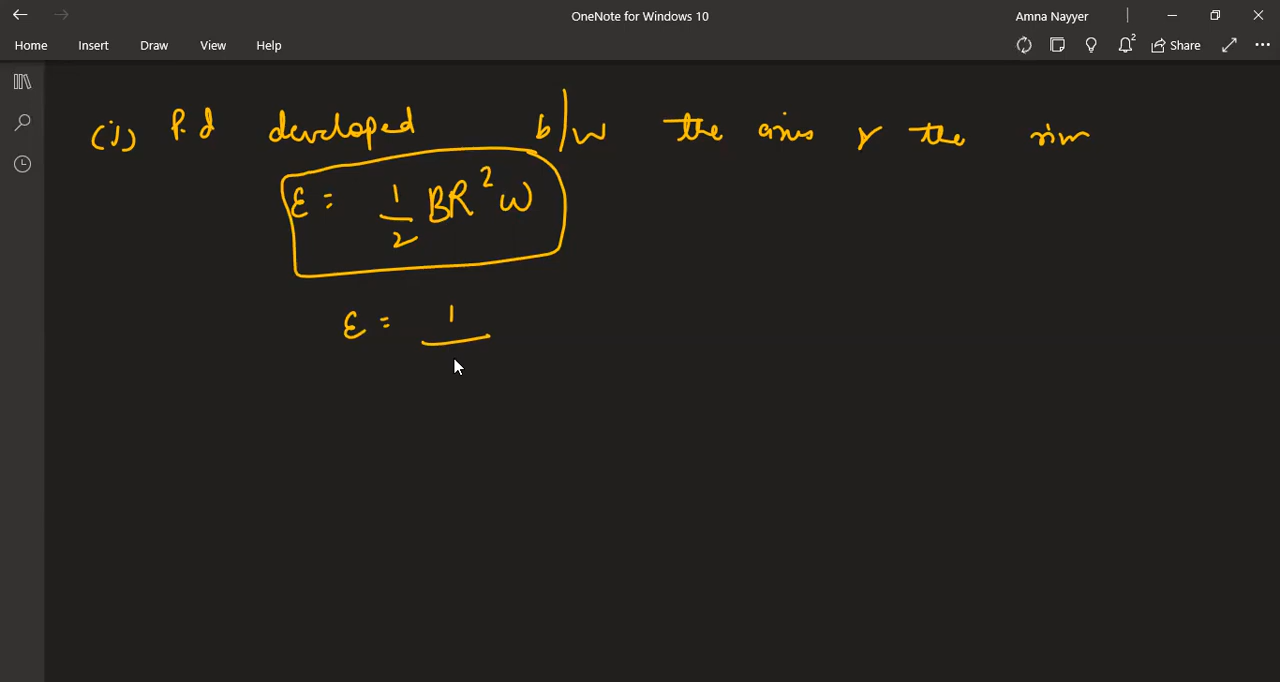 OneNote for Windows 10
Amna Nayyer
Home Insert Draw View Help
2 Share
(i) P.d developed b/w the axis & the rim
ε = 1/2 BR²ω
ε = 1